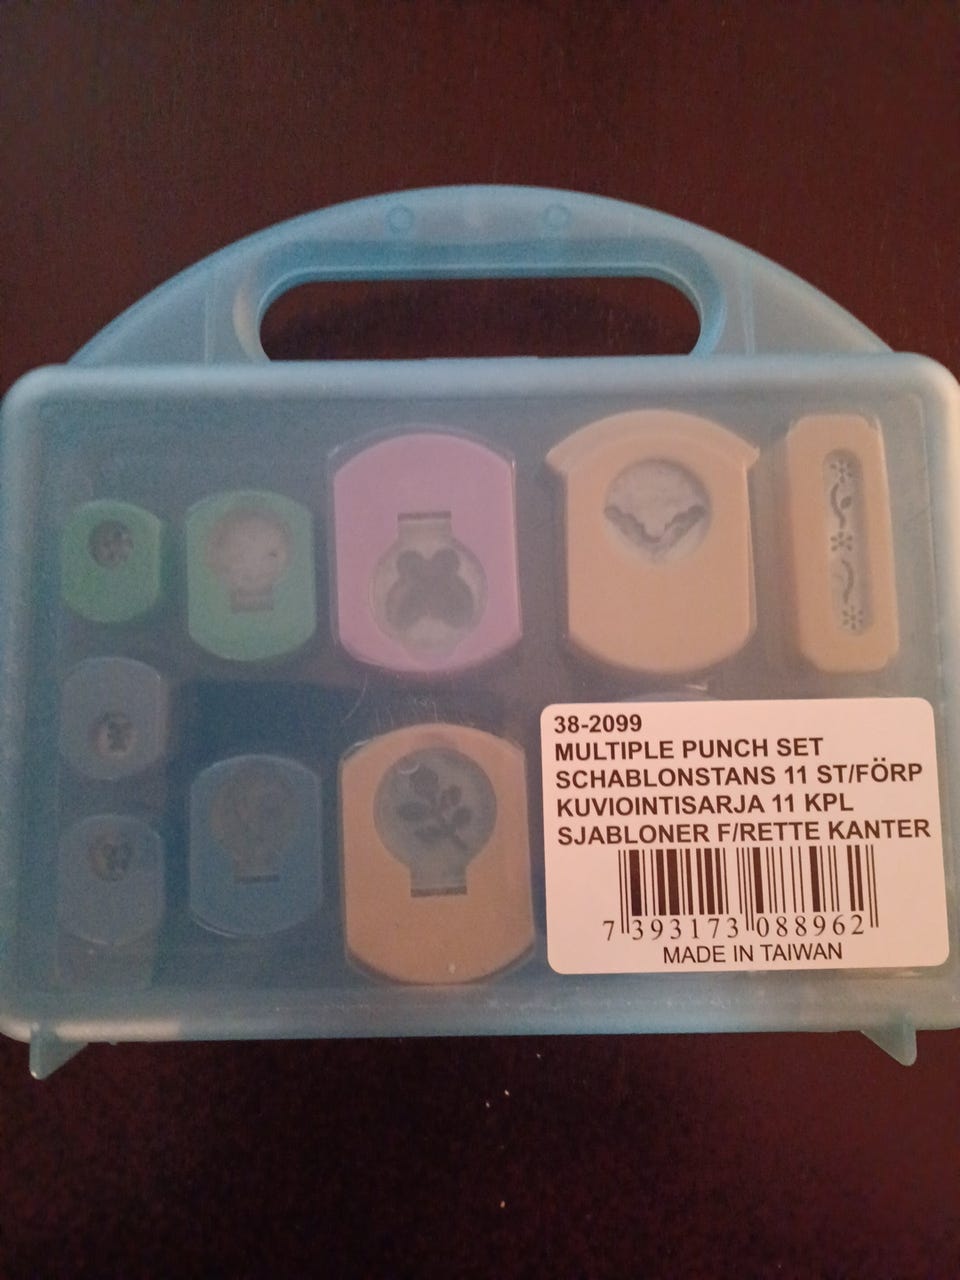 38-2099
MULTIPLE PUNCH SET
SCHABLONSTANS 11 ST/FÖRP
KUVIOINTISARJA 11 KPL
SJABLONER F/RETTE KANTER
7 393173 088962
MADE IN TAIWAN